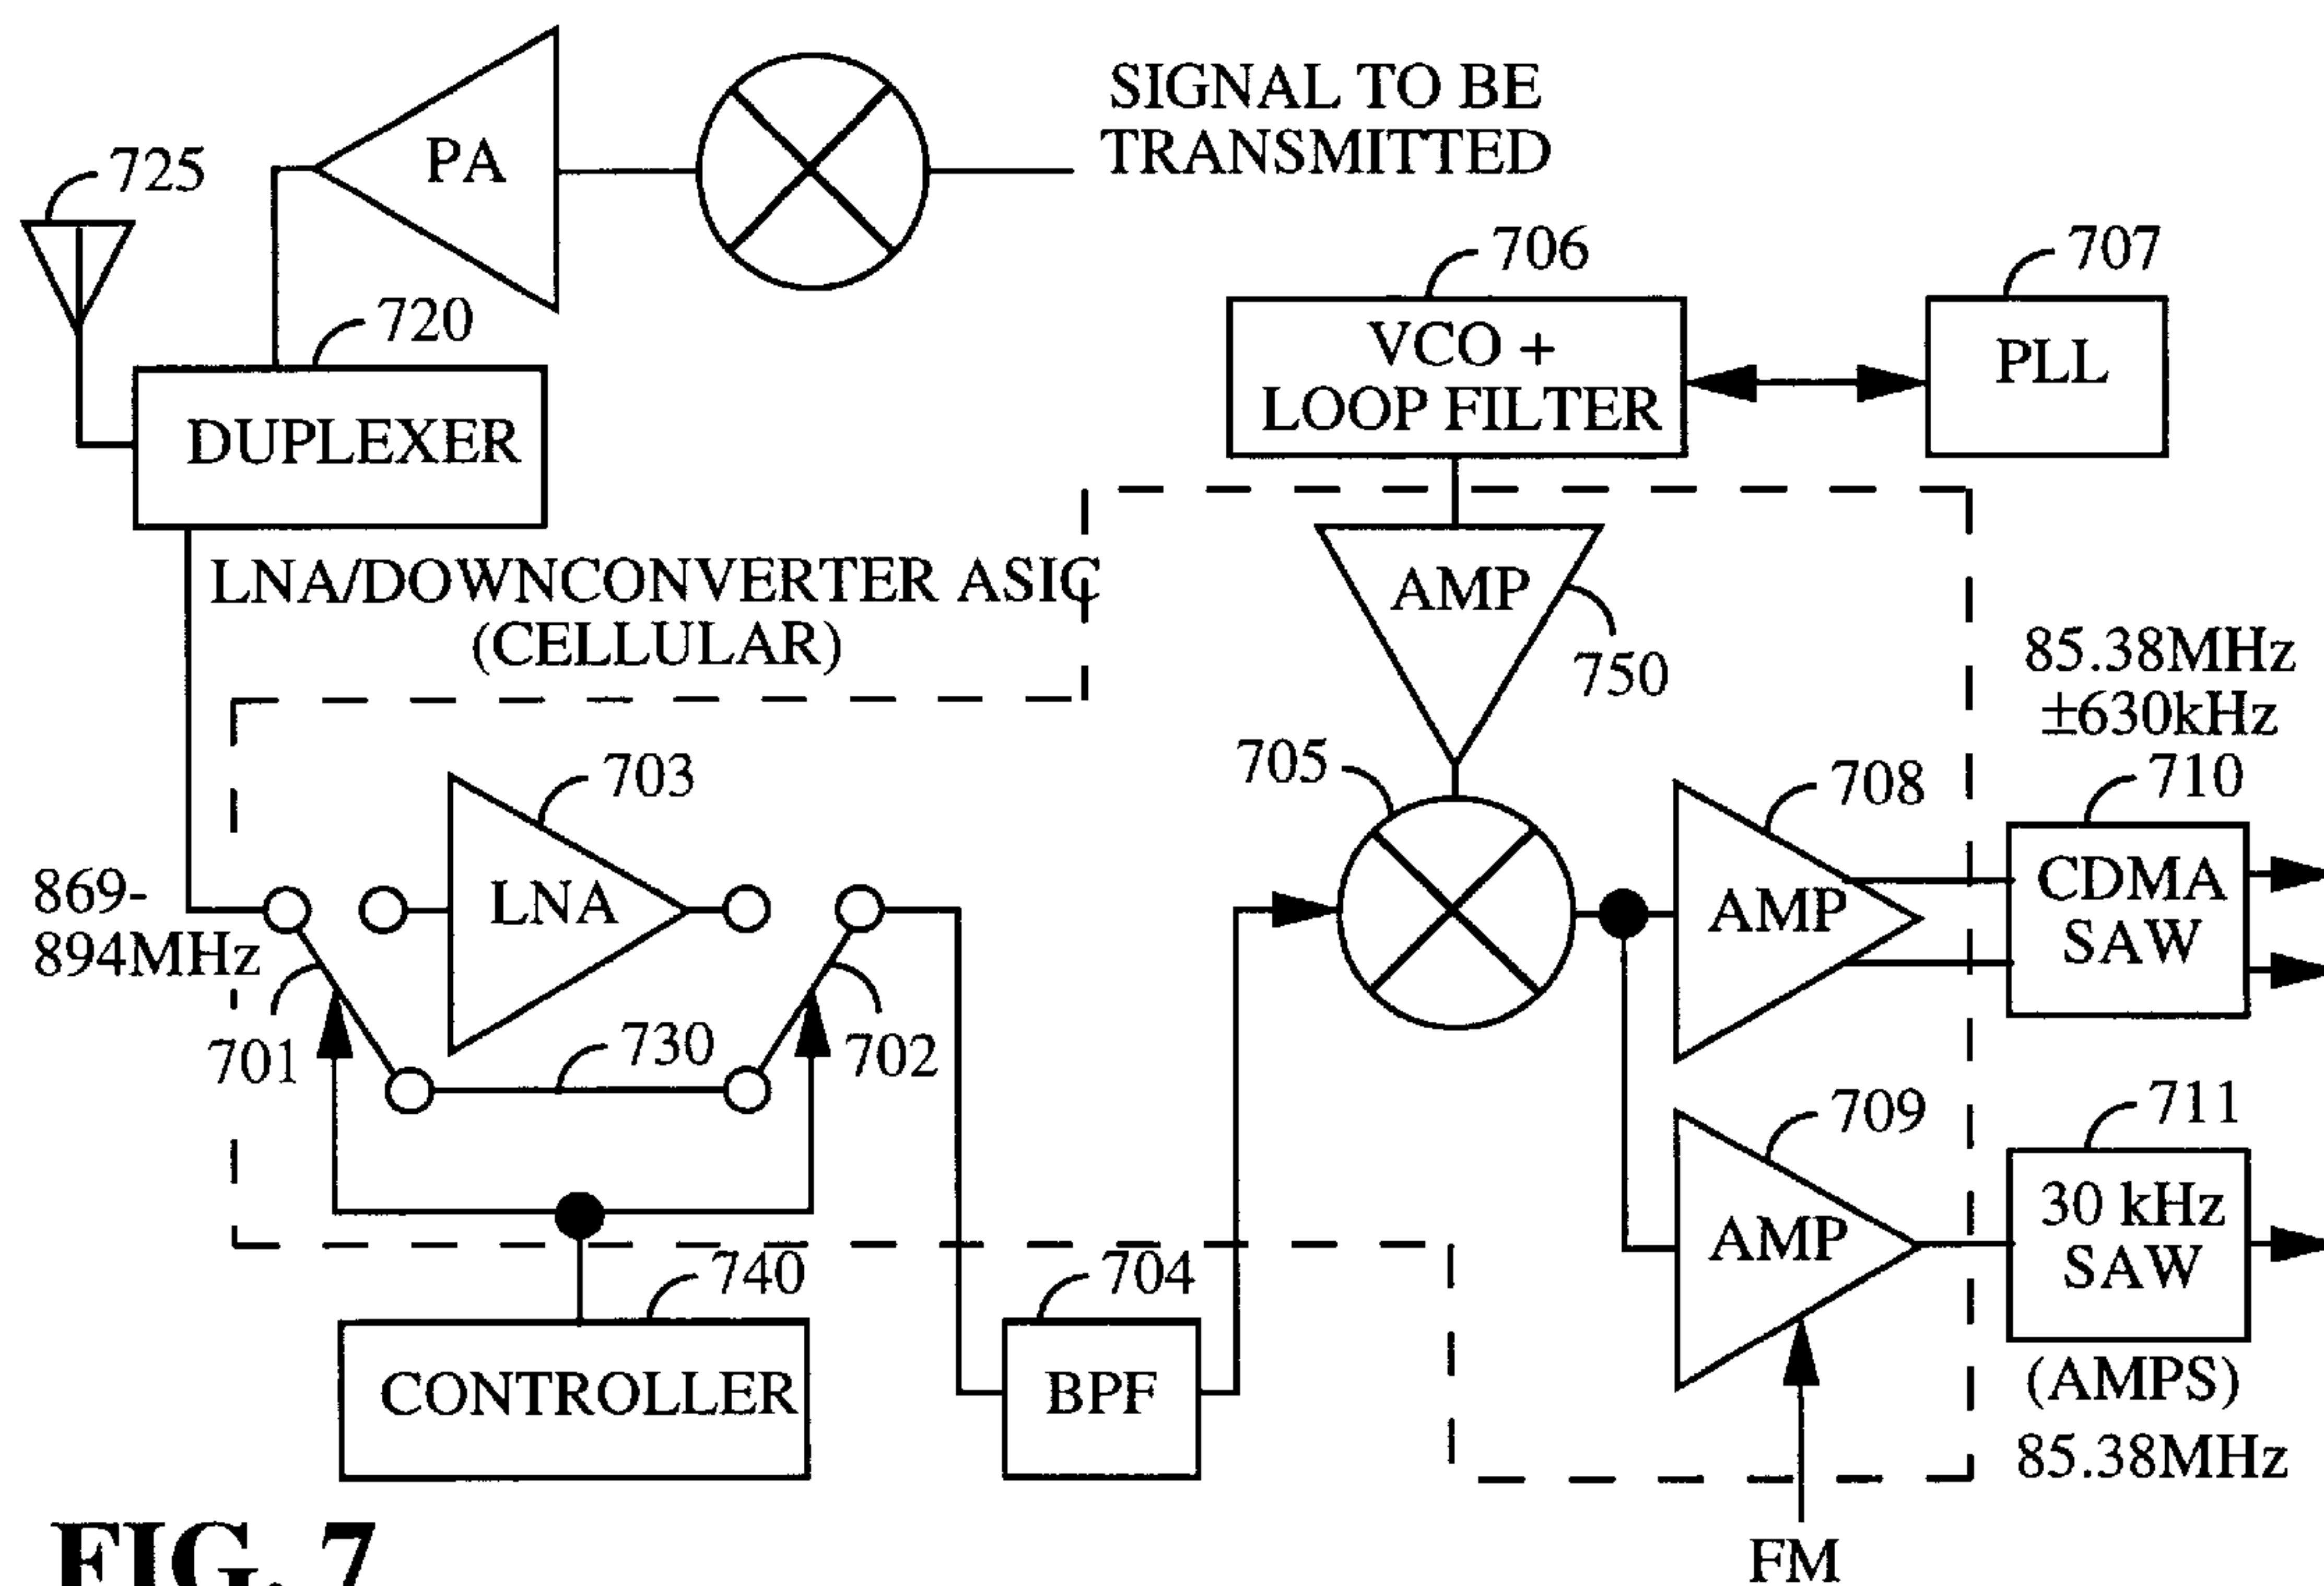 SIGNAL TO BE
TRANSMITTED
PA
725
720
DUPLEXER
706
VCO +
LOOP FILTER
707
PLL
LNA/DOWNCONVERTER ASIC
(CELLULAR)
AMP
750
85.38MHz
±630kHz
703
LNA
705
708
AMP
710
CDMA
SAW
869-
894MHz
701
730
702
709
AMP
711
30 kHz
SAW
(AMPS)
85.38MHz
740
CONTROLLER
704
BPF
FM
FIG. 7